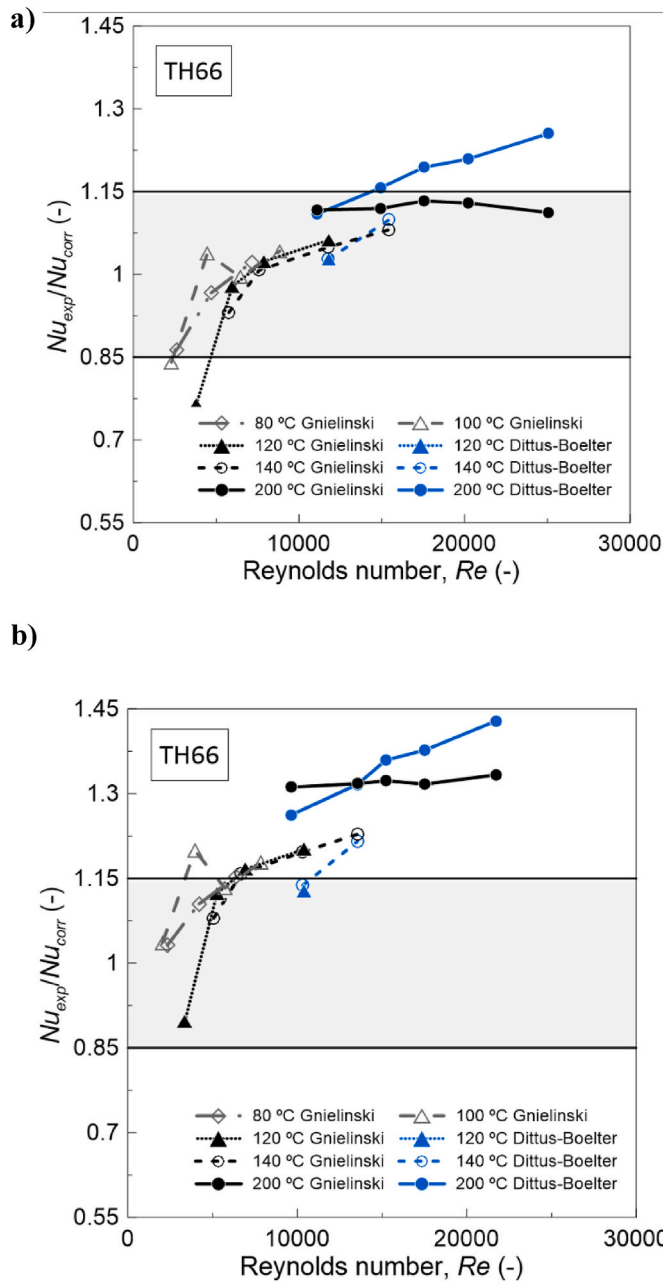 a)
1.45
TH66
1.3
1.15
1
0.85
0.7
0.55
Nu_exp/Nu_corr (-)
80 ºC Gnielinski 100 ºC Gnielinski
120 ºC Gnielinski 120 ºC Dittus-Boelter
140 ºC Gnielinski 140 ºC Dittus-Boelter
200 ºC Gnielinski 200 ºC Dittus-Boelter
0 10000 20000 30000
Reynolds number, Re (-)
b)
1.45
TH66
1.3
1.15
1
0.85
0.7
0.55
Nu_exp/Nu_corr (-)
80 ºC Gnielinski 100 ºC Gnielinski
120 ºC Gnielinski 120 ºC Dittus-Boelter
140 ºC Gnielinski 140 ºC Dittus-Boelter
200 ºC Gnielinski 200 ºC Dittus-Boelter
0 10000 20000 3000
Reynolds number, Re (-)